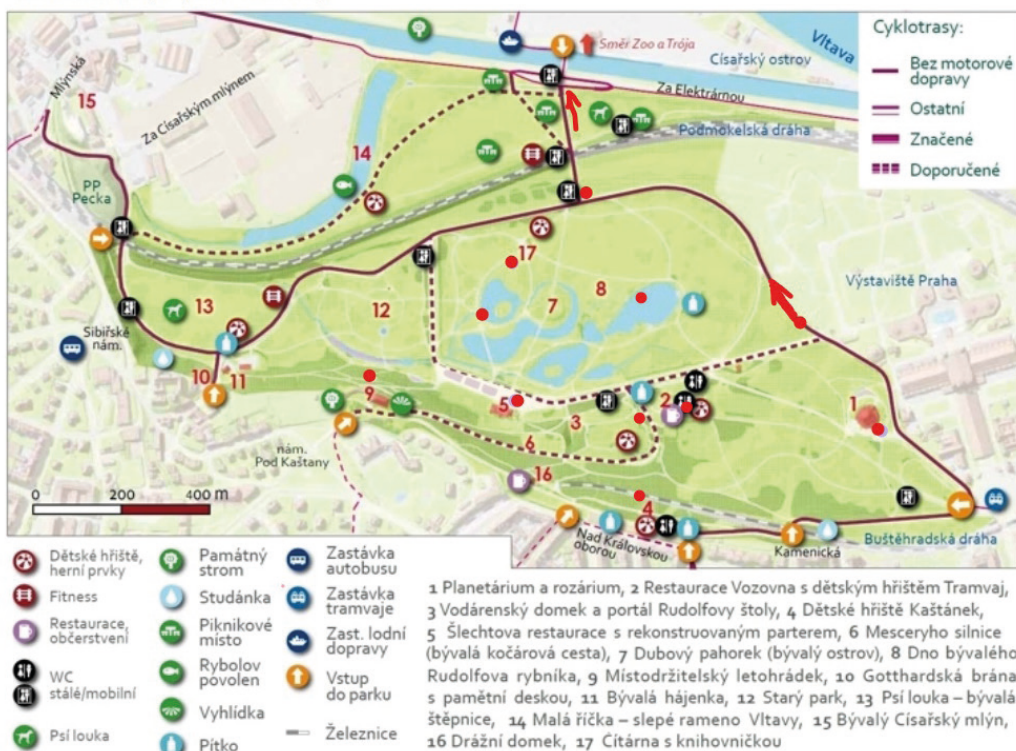 Směr Zoo a Trója
Vltava
Císařský ostrov
Za Elektrárnou
Podmokelská dráha
Mlýnská
15
Za Císařským mlýnem
14
PP
Pecka
13
Sibiřské
nám.
10
11
12
17
7
8
9
5
6
3
2
1
16
4
Výstaviště Praha
nám.
Pod Kaštany
Nad Královskou
oborou
Kamenická
Buštěhradská dráha
0 200 400 m
Cyklotrasy:
Bez motorové
dopravy
Ostatní
Značené
Doporučené
Dětské hřiště,
herní prvky
Fitness
Restaurace,
občerstvení
WC
stálé/mobilní
Psí louka
Památný
strom
Studánka
Piknikové
místo
Rybolov
povolen
Vyhlídka
Pítko
Zastávka
autobusu
Zastávka
tramvaje
Zast. lodní
dopravy
Vstup
do parku
Železnice
1 Planetárium a rozárium, 2 Restaurace Vozovna s dětským hřištěm Tramvaj,
3 Vodárenský domek a portál Rudolfovy štoly, 4 Dětské hřiště Kaštánek,
5 Šlechtova restaurace s rekonstruovaným parterem, 6 Mesceryho silnice
(bývalá kočárová cesta), 7 Dubový pahorek (bývalý ostrov), 8 Dno bývalého
Rudolfova rybníka, 9 Místodržitelský letohrádek, 10 Gotthardská brána
s pamětní deskou, 11 Bývalá hájenka, 12 Starý park, 13 Psí louka – bývalá
štěpnice, 14 Malá říčka – slepé rameno Vltavy, 15 Bývalý Císařský mlýn,
16 Drážní domek, 17 Čítárna s knihovničkou